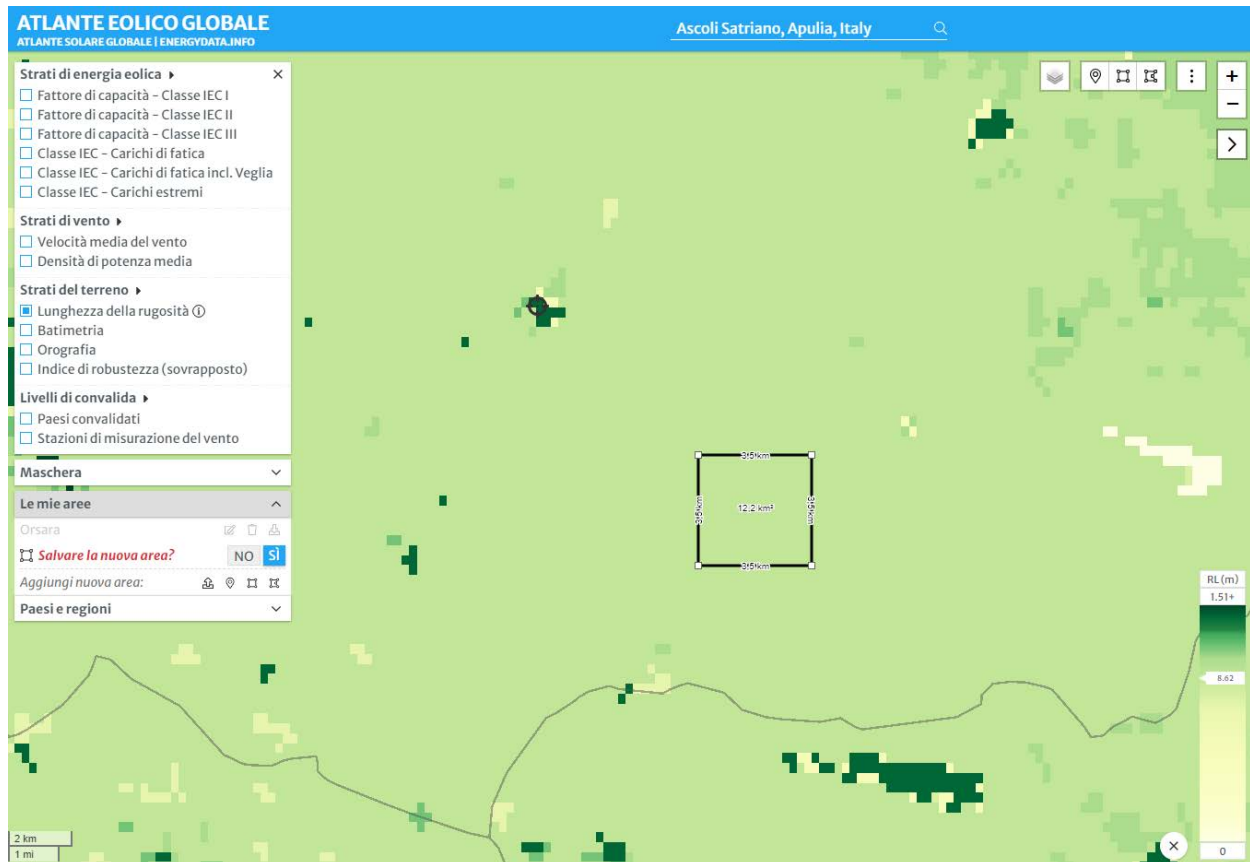 ATLANTE EOLICO GLOBALE
ATLANTE SOLARE GLOBALE | ENERGYDATA.INFO
Ascoli Satriano, Apulia, Italy
Strati di energia eolica
Fattore di capacità – Classe IEC I
Fattore di capacità – Classe IEC II
Fattore di capacità – Classe IEC III
Classe IEC – Carichi di fatica
Classe IEC – Carichi di fatica incl. Veglia
Classe IEC – Carichi estremi
Strati di vento
Velocità media del vento
Densità di potenza media
Strati del terreno
Lunghezza della rugosità
Batimetria
Orografia
Indice di robustezza (sovrapposto)
Livelli di convalida
Paesi convalidati
Stazioni di misurazione del vento
Maschera
Le mie aree
Orsara
Salvare la nuova area?
NO SÌ
Aggiungi nuova area:
Paesi e regioni
12.2 km²
RL (m)
1.51+
8.62
0
2 km
1 mi